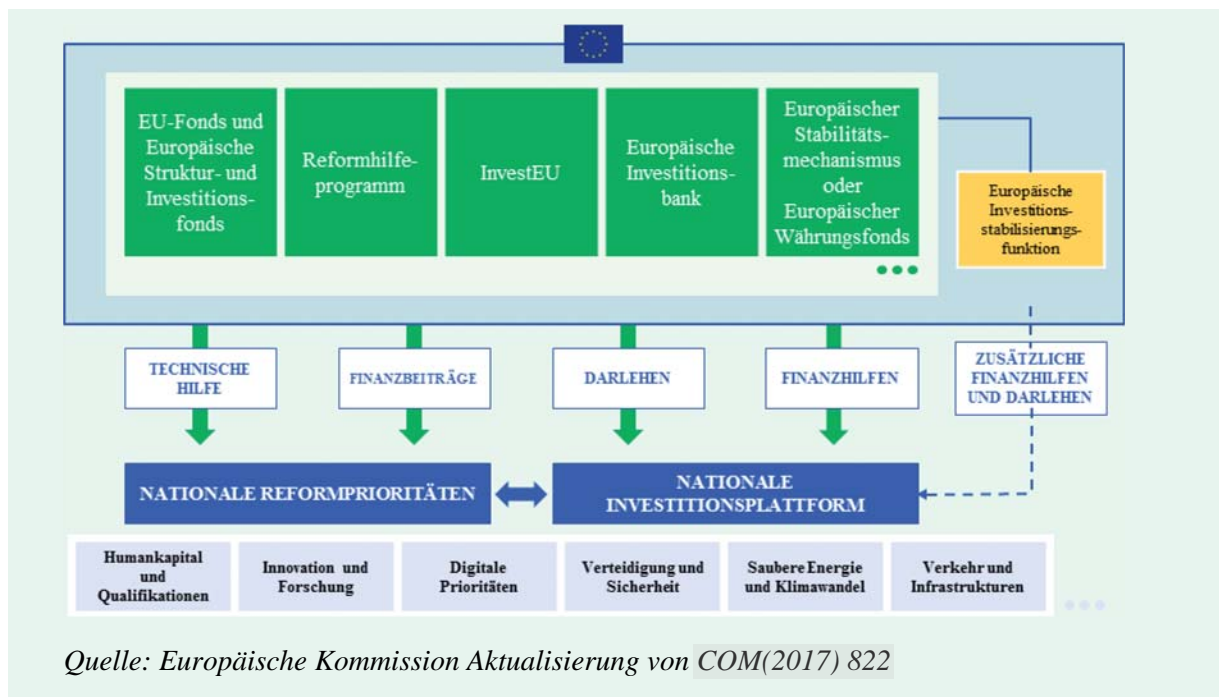 EU-Fonds und
Europäische
Struktur- und
Investitions-
fonds
Reformhilfe-
programm
InvestEU
Europäische
Investitions-
bank
Europäischer
Stabilitäts-
mechanismus
oder
Europäischer
Währungsfonds
Europäische
Investitions-
stabilisierungs-
funktion
TECHNISCHE
HILFE
FINANZBEITRÄGE
DARLEHEN
FINANZHILFEN
ZUSÄTZLICHE
FINANZHILFEN
UND DARLEHEN
NATIONALE REFORMPRIORITÄTEN
NATIONALE
INVESTITIONSPLATTFORM
Humankapital
und
Qualifikationen
Innovation und
Forschung
Digitale
Prioritäten
Verteidigung und
Sicherheit
Saubere Energie
und Klimawandel
Verkehr und
Infrastrukturen
Quelle: Europäische Kommission Aktualisierung von COM(2017) 822